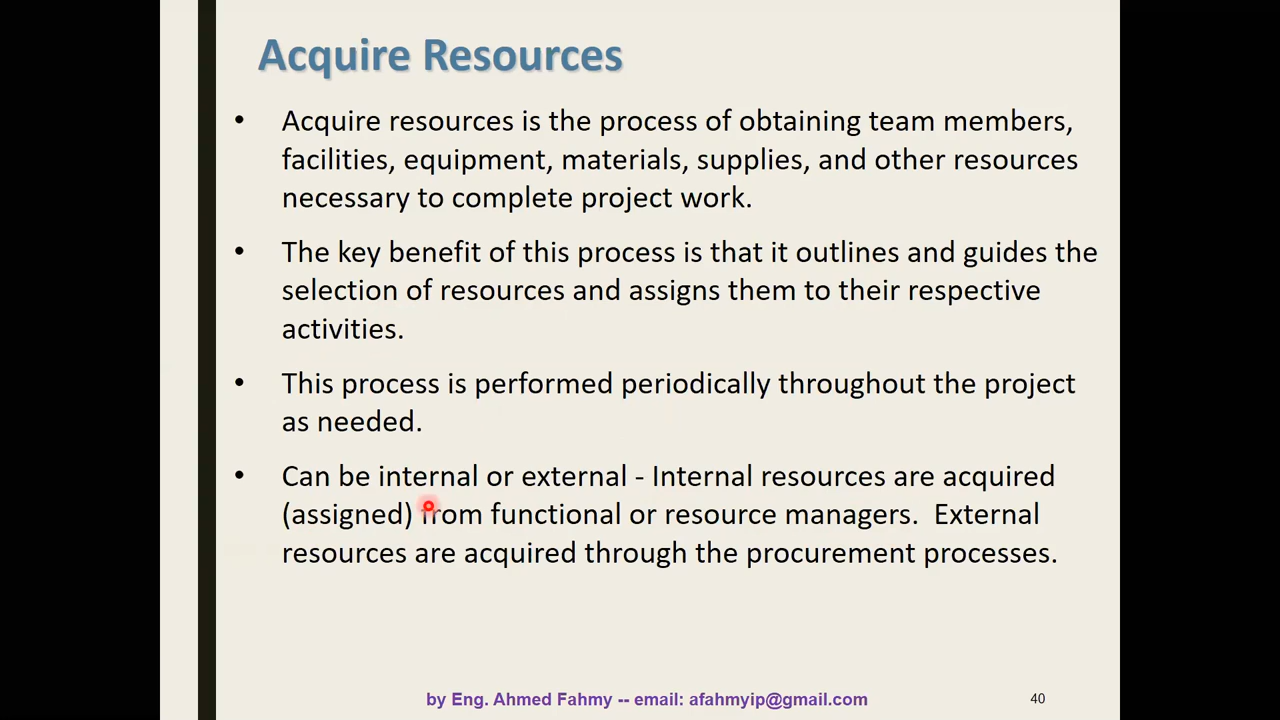 Acquire Resources
• Acquire resources is the process of obtaining team members,
facilities, equipment, materials, supplies, and other resources
necessary to complete project work.
• The key benefit of this process is that it outlines and guides the
selection of resources and assigns them to their respective
activities.
• This process is performed periodically throughout the project
as needed.
• Can be internal or external - Internal resources are acquired
(assigned) from functional or resource managers.  External
resources are acquired through the procurement processes.
by Eng. Ahmed Fahmy -- email: afahmyip@gmail.com
40